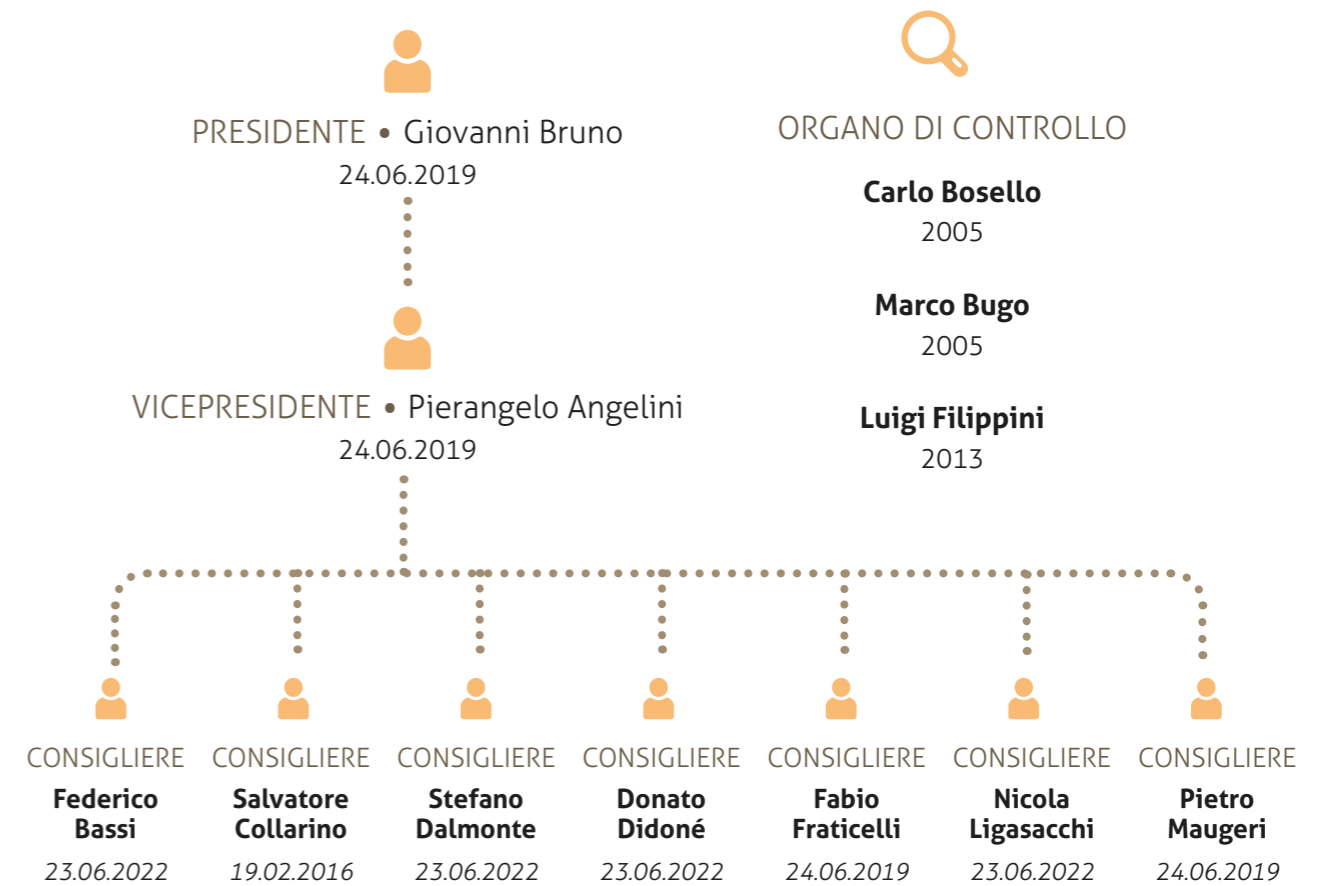 PRESIDENTE • Giovanni Bruno
24.06.2019
VICEPRESIDENTE • Pierangelo Angelini
24.06.2019
ORGANO DI CONTROLLO
Carlo Bosello
2005
Marco Bugo
2005
Luigi Filippini
2013
CONSIGLIERE
Federico
Bassi
23.06.2022
CONSIGLIERE
Salvatore
Collarino
19.02.2016
CONSIGLIERE
Stefano
Dalmonte
23.06.2022
CONSIGLIERE
Donato
Didoné
23.06.2022
CONSIGLIERE
Fabio
Fraticelli
24.06.2019
CONSIGLIERE
Nicola
Ligasacchi
23.06.2022
CONSIGLIERE
Pietro
Maugeri
24.06.2019